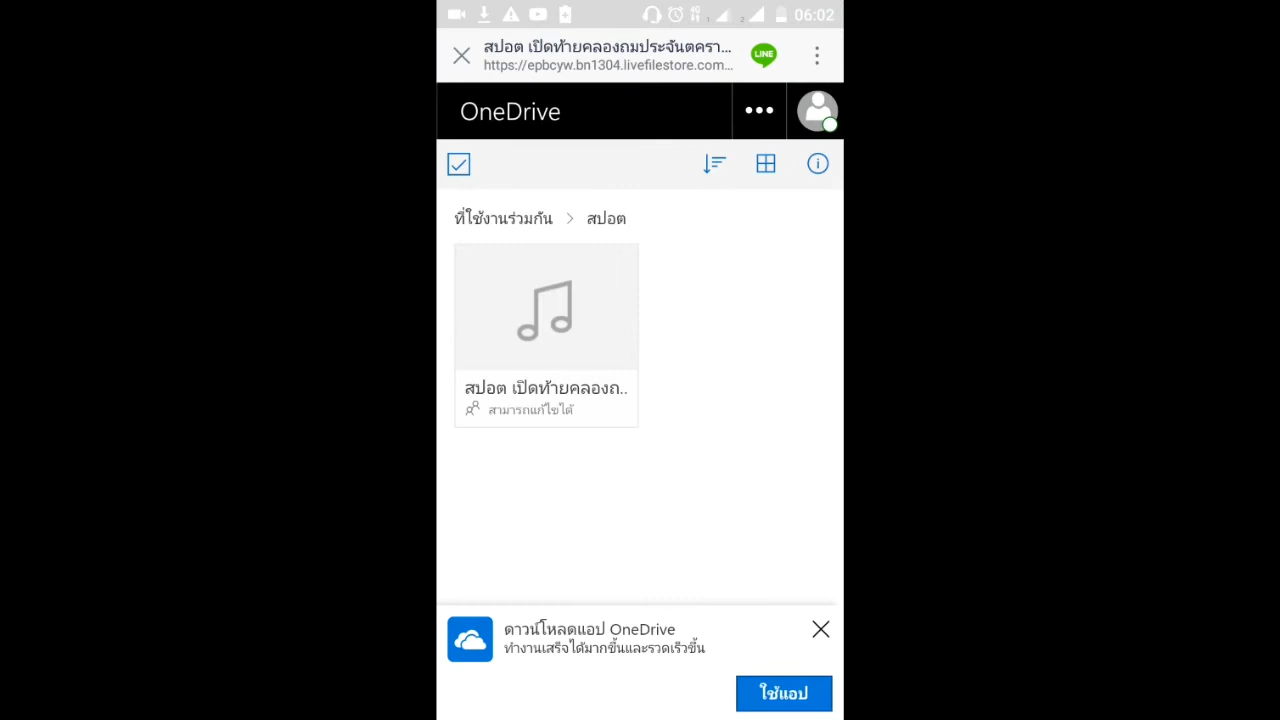 06:02
สปอต เปิดท้ายคลองถมประจันตครา...
LINE
https://epbcyw.bn1304.livefilestore.com...
OneDrive
ที่ใช้งานร่วมกัน > สปอต
สปอต เปิดท้ายคลองถ..
สามารถแก้ไขได้
ดาวน์โหลดแอป OneDrive
ทำงานเสร็จได้มากขึ้นและรวดเร็วขึ้น
ใช้แอป